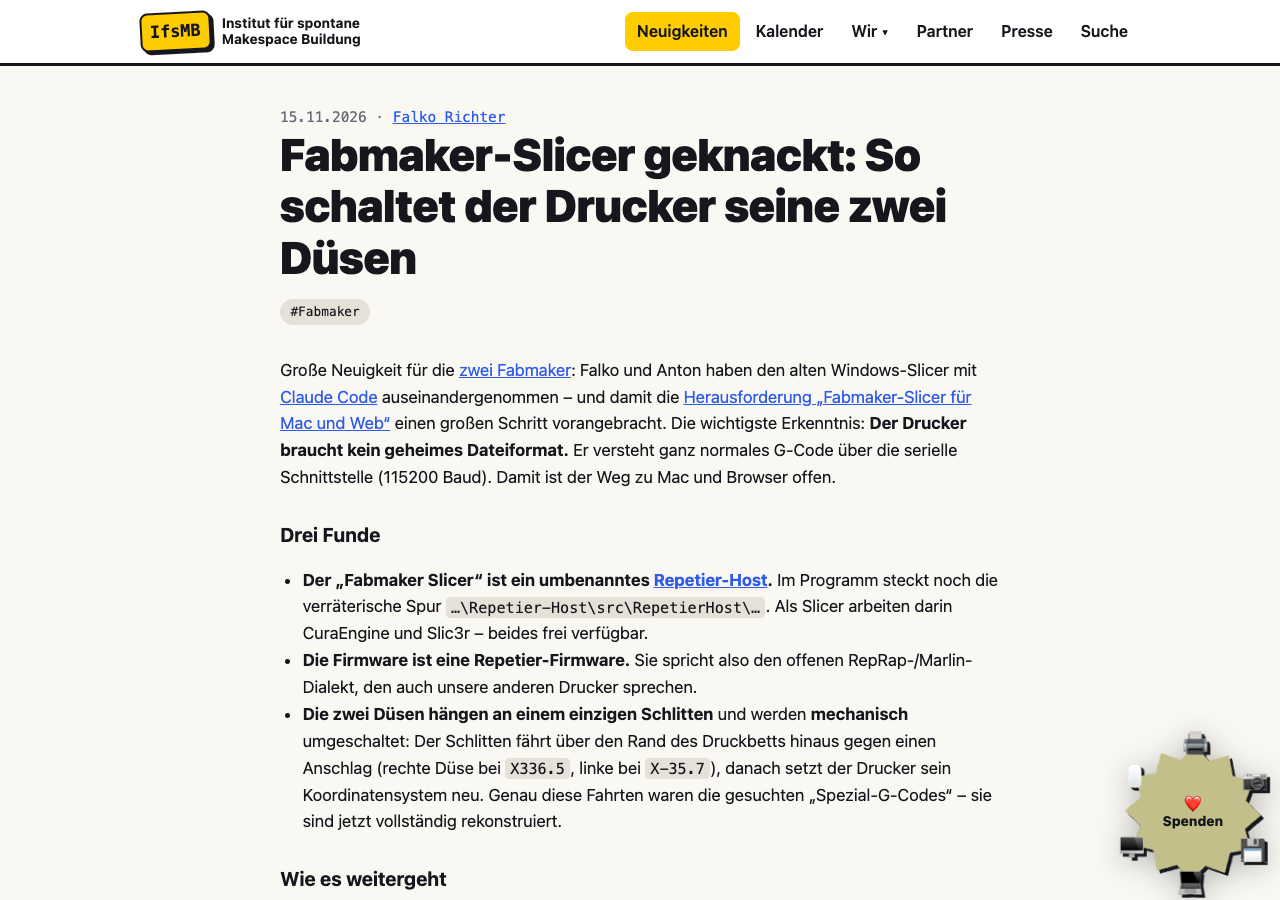 IfsMB
Institut für spontane
Makespace Buildung
Neuigkeiten
Kalender
Wir ▾
Partner
Presse
Suche
15.11.2026 · Falko Richter
Fabmaker-Slicer geknackt: So
schaltet der Drucker seine zwei
Düsen
#Fabmaker
Große Neuigkeit für die zwei Fabmaker: Falko und Anton haben den alten Windows-Slicer mit
Claude Code auseinandergenommen – und damit die Herausforderung „Fabmaker-Slicer für
Mac und Web“ einen großen Schritt vorangebracht. Die wichtigste Erkenntnis: Der Drucker
braucht kein geheimes Dateiformat. Er versteht ganz normales G-Code über die serielle
Schnittstelle (115200 Baud). Damit ist der Weg zu Mac und Browser offen.
Drei Funde
• Der „Fabmaker Slicer“ ist ein umbenanntes Repetier-Host. Im Programm steckt noch die
verräterische Spur …\Repetier-Host\src\RepetierHost\… . Als Slicer arbeiten darin
CuraEngine und Slic3r – beides frei verfügbar.
• Die Firmware ist eine Repetier-Firmware. Sie spricht also den offenen RepRap-/Marlin-
Dialekt, den auch unsere anderen Drucker sprechen.
• Die zwei Düsen hängen an einem einzigen Schlitten und werden mechanisch
umgeschaltet: Der Schlitten fährt über den Rand des Druckbetts hinaus gegen einen
Anschlag (rechte Düse bei X336.5 , linke bei X-35.7 ), danach setzt der Drucker sein
Koordinatensystem neu. Genau diese Fahrten waren die gesuchten „Spezial-G-Codes“ – sie
sind jetzt vollständig rekonstruiert.
Wie es weitergeht
❤️
Spenden